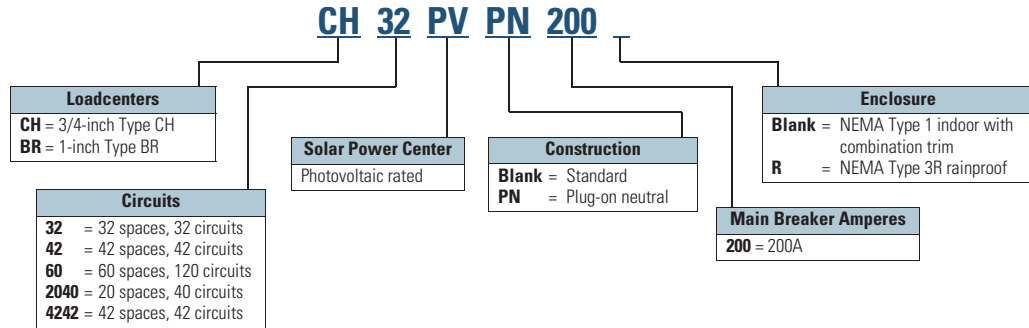 CH 32 PV PN 200
Loadcenters
CH = 3/4-inch Type CH
BR = 1-inch Type BR
Circuits
32 = 32 spaces, 32 circuits
42 = 42 spaces, 42 circuits
60 = 60 spaces, 120 circuits
2040 = 20 spaces, 40 circuits
4242 = 42 spaces, 42 circuits
Solar Power Center
Photovoltaic rated
Construction
Blank = Standard
PN = Plug-on neutral
Main Breaker Amperes
200 = 200A
Enclosure
Blank = NEMA Type 1 indoor with
combination trim
R = NEMA Type 3R rainproof